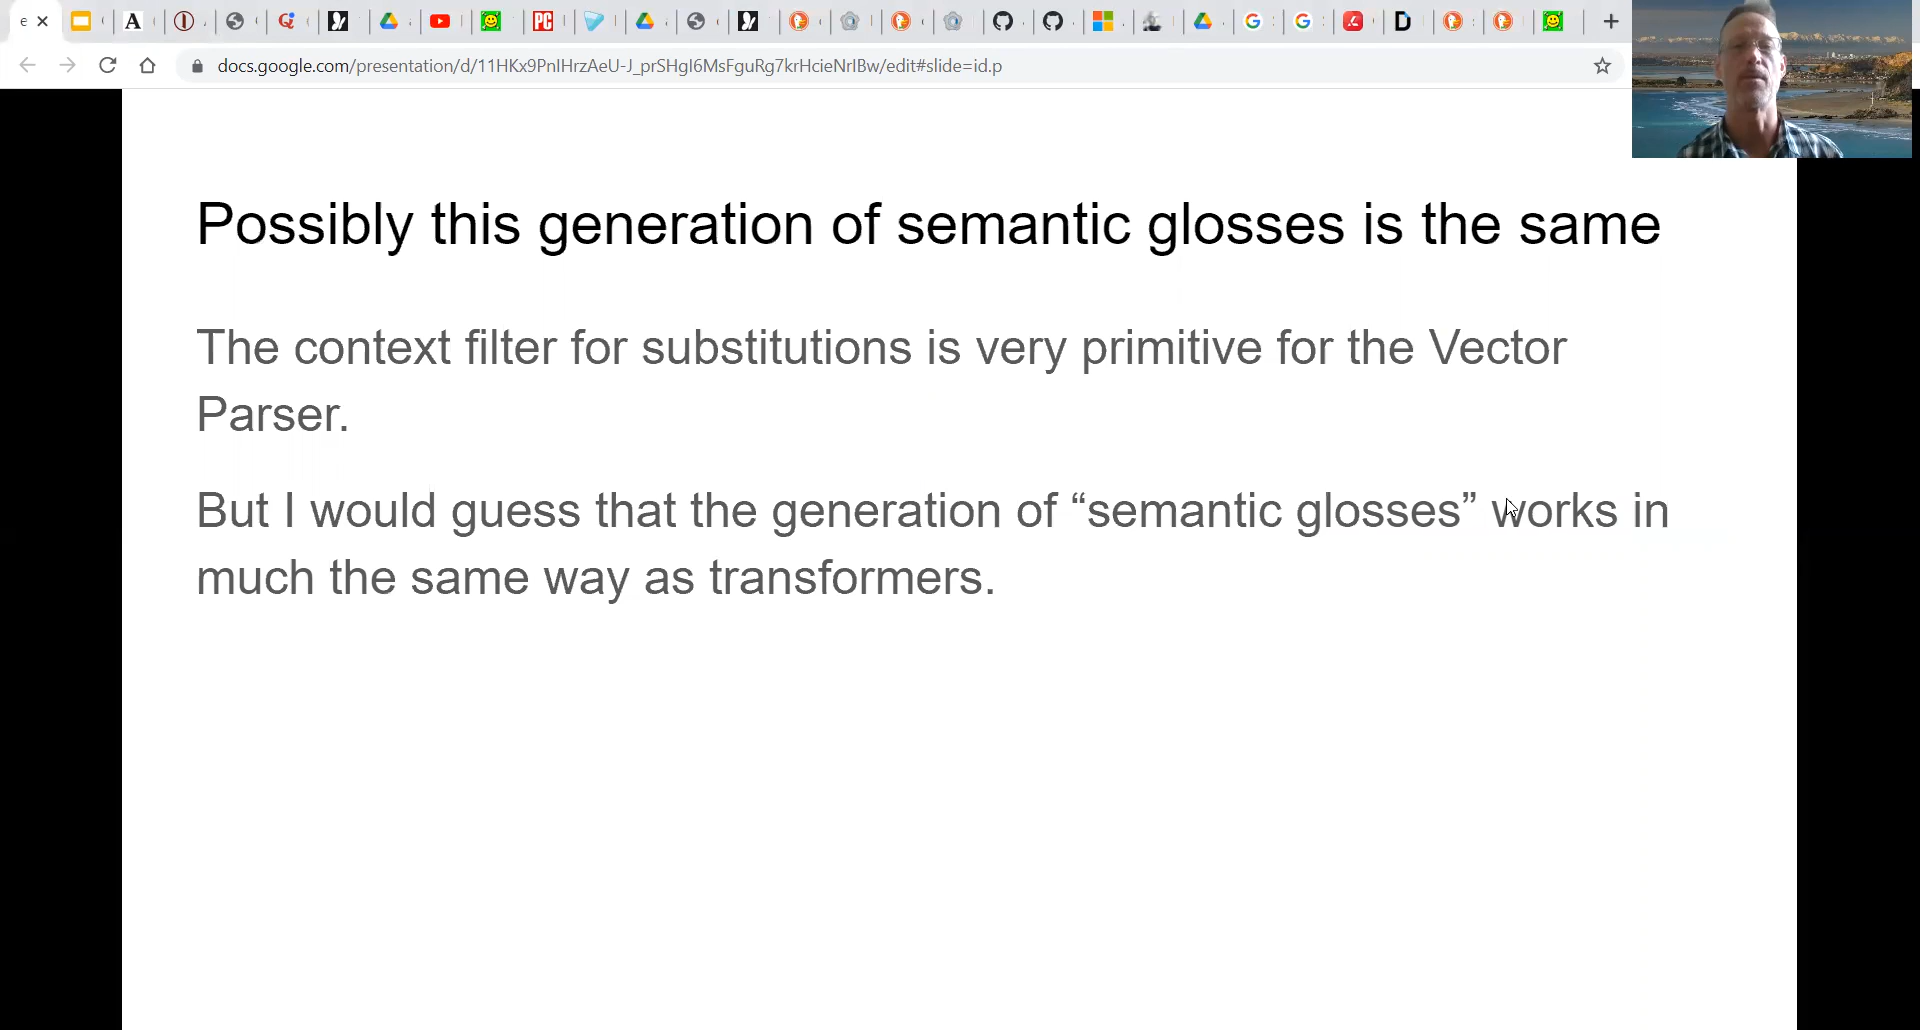 docs.google.com/presentation/d/11HKx9PnIHrzAeU-J_prSHgI6MsFguRg7krHcieNrIBw/edit#slide=id.p
Possibly this generation of semantic glosses is the same
The context filter for substitutions is very primitive for the Vector
Parser.
But I would guess that the generation of “semantic glosses” works in
much the same way as transformers.